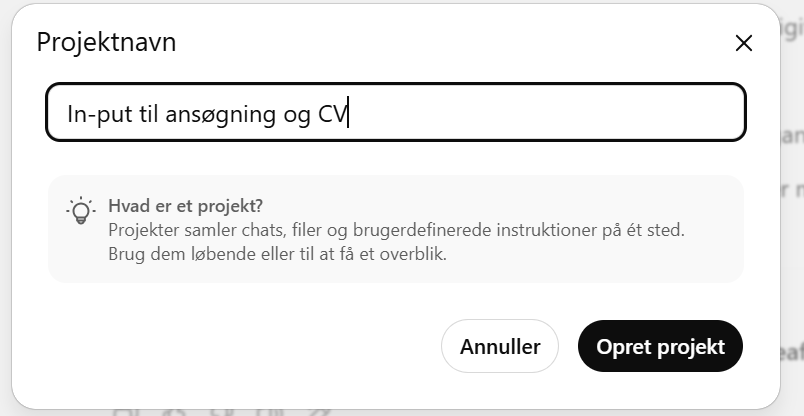 Projektnavn
In-put til ansøgning og CV
Hvad er et projekt?
Projekter samler chats, filer og brugerdefinerede instruktioner på ét sted.
Brug dem løbende eller til at få et overblik.
Annuller
Opret projekt